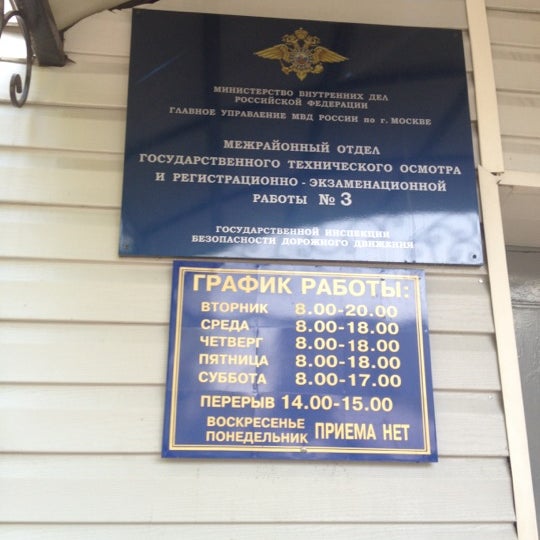 МИНИСТЕРСТВО ВНУТРЕННИХ ДЕЛ
РОССИЙСКОЙ ФЕДЕРАЦИИ
ГЛАВНОЕ УПРАВЛЕНИЕ МВД РОССИИ по г. МОСКВЕ
МЕЖРАЙОННЫЙ ОТДЕЛ
ГОСУДАРСТВЕННОГО ТЕХНИЧЕСКОГО ОСМОТРА
И РЕГИСТРАЦИОННО - ЭКЗАМЕНАЦИОННОЙ
РАБОТЫ № 3
ГОСУДАРСТВЕННОЙ ИНСПЕКЦИИ
БЕЗОПАСНОСТИ ДОРОЖНОГО ДВИЖЕНИЯ
ГРАФИК РАБОТЫ:
ВТОРНИК 8.00-20.00
СРЕДА 8.00-18.00
ЧЕТВЕРГ 8.00-18.00
ПЯТНИЦА 8.00-18.00
СУББОТА 8.00-17.00
ПЕРЕРЫВ 14.00-15.00
ВОСКРЕСЕНЬЕ
ПОНЕДЕЛЬНИК ПРИЕМА НЕТ